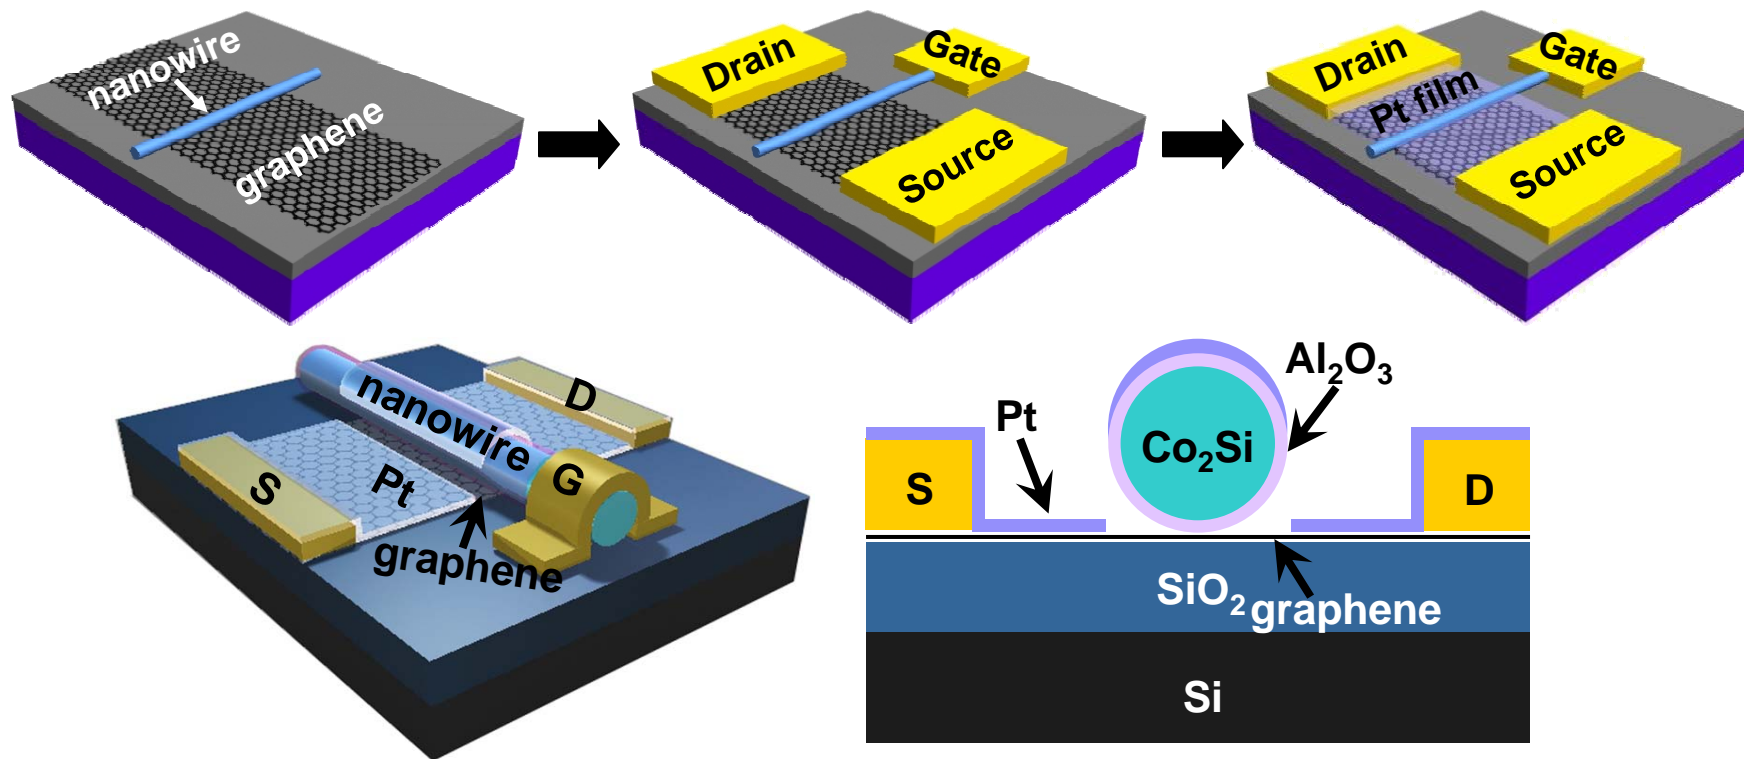 nanowire
graphene
Drain
Gate
Source
Drain
Gate
Pt film
Source
nanowire
D
S
Pt
G
graphene
Al₂O₃
Pt
Co₂Si
S
D
SiO₂
graphene
Si